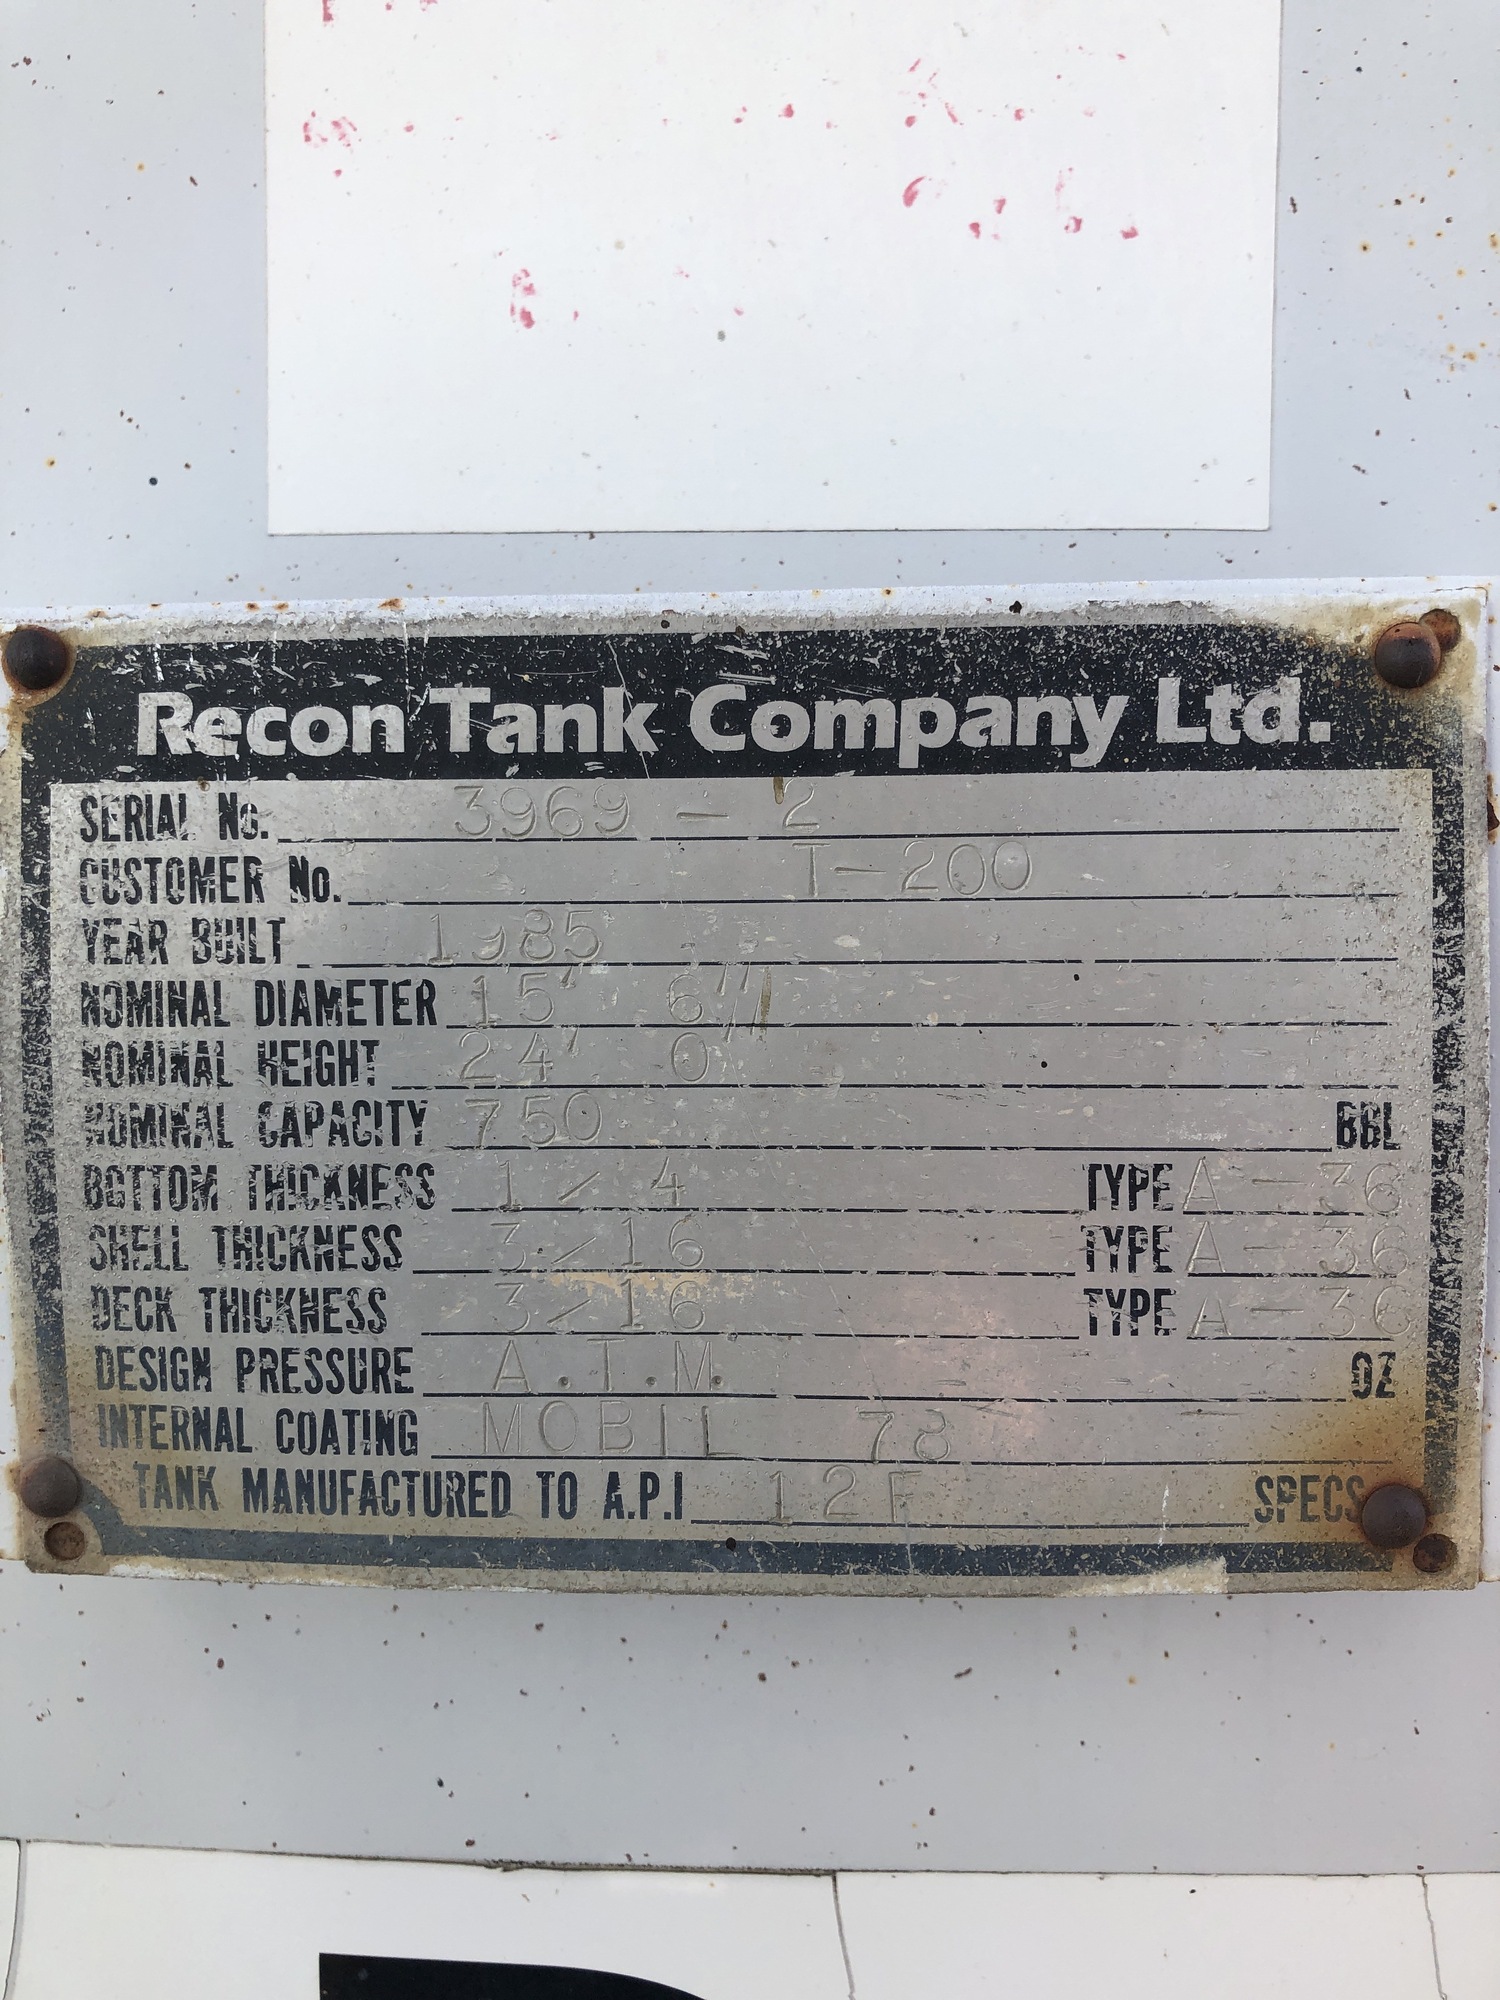 Recon Tank Company Ltd.
SERIAL No. 3969 - 2
CUSTOMER No. T-200
YEAR BUILT 1985
NOMINAL DIAMETER 15' 6"
NOMINAL HEIGHT 24' 0"
NOMINAL CAPACITY 750 BBL
BOTTOM THICKNESS 1/4 TYPE A-36
SHELL THICKNESS 3/16 TYPE A-36
DECK THICKNESS 3/16 TYPE A-36
DESIGN PRESSURE A.T.M. OZ
INTERNAL COATING MOBIL 78
TANK MANUFACTURED TO A.P.I 12F SPECS